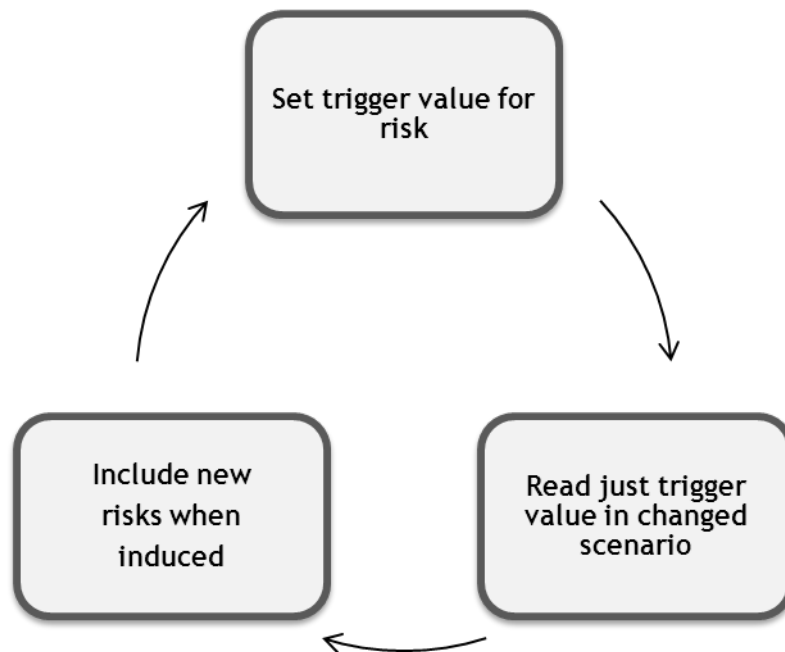 Set trigger value for
risk
Include new
risks when
induced
Read just trigger
value in changed
scenario